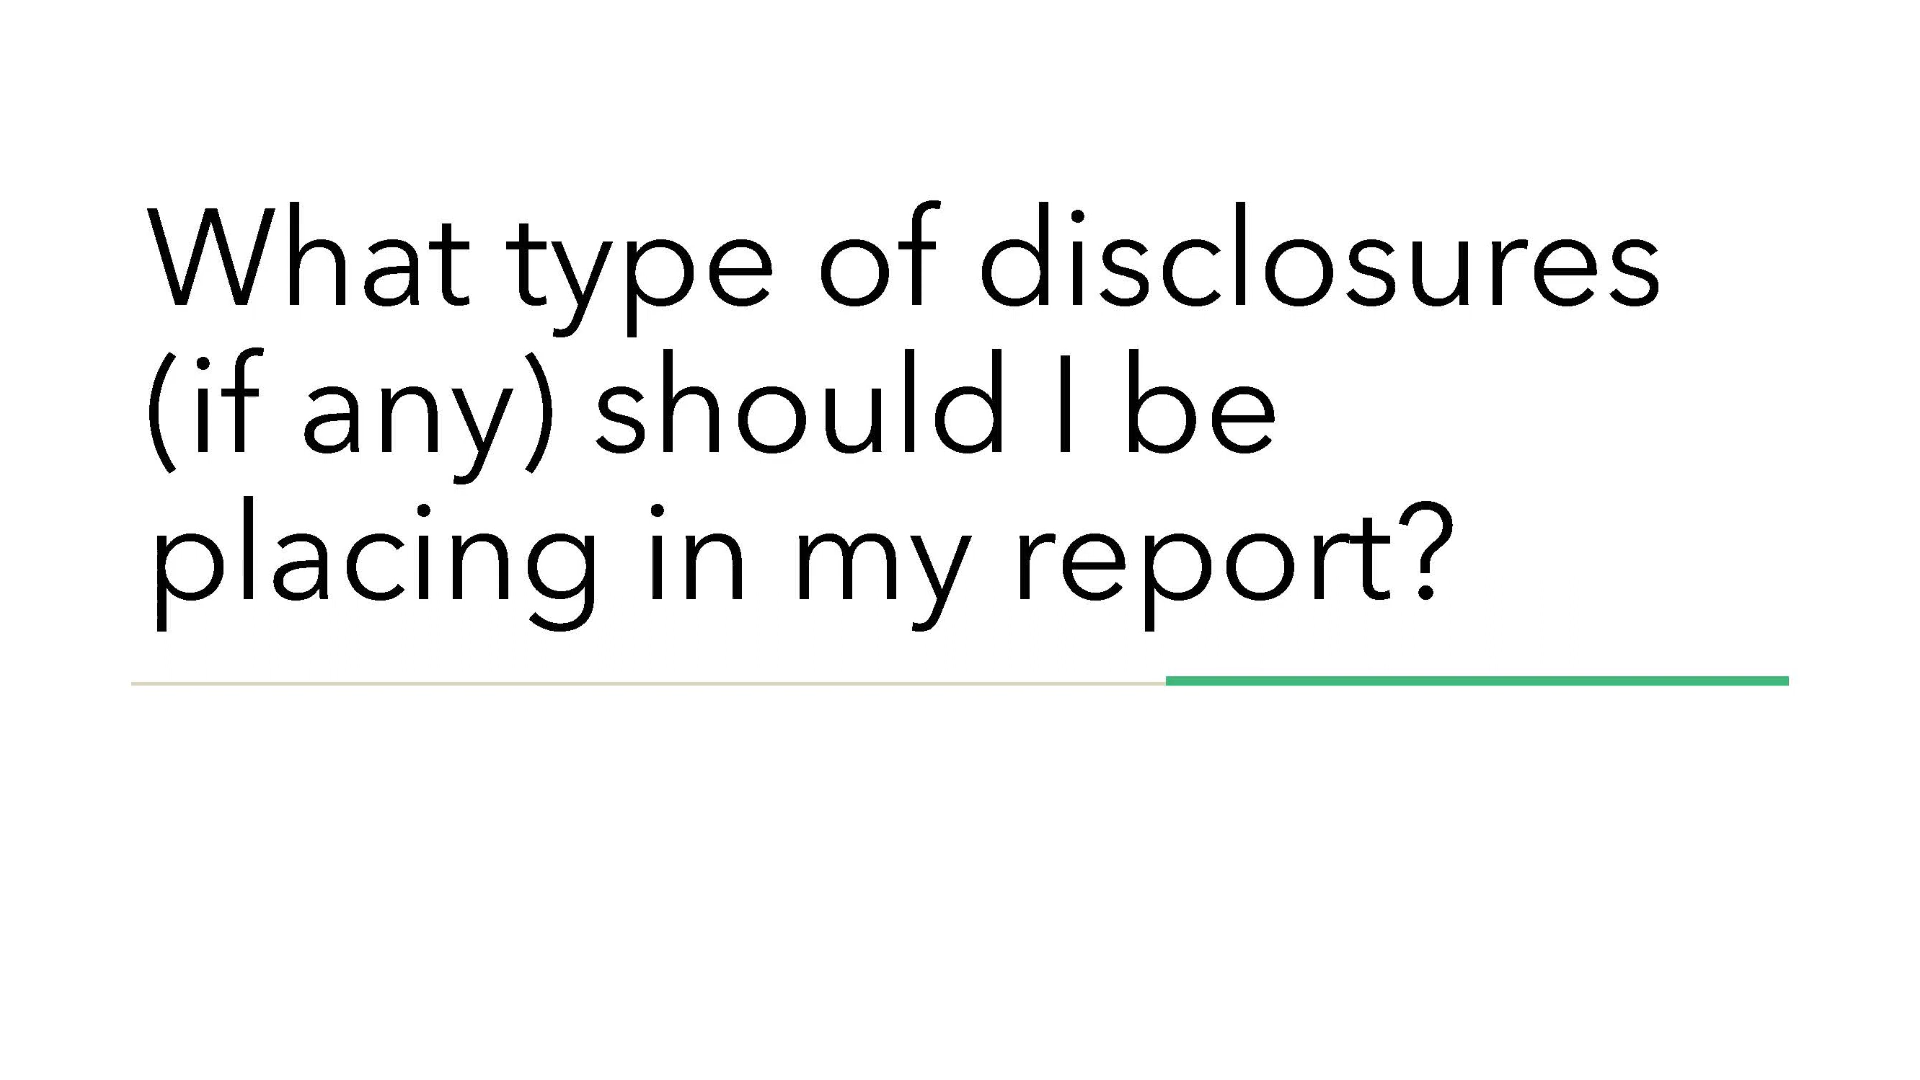 What type of disclosures
(if any) should I be
placing in my report?